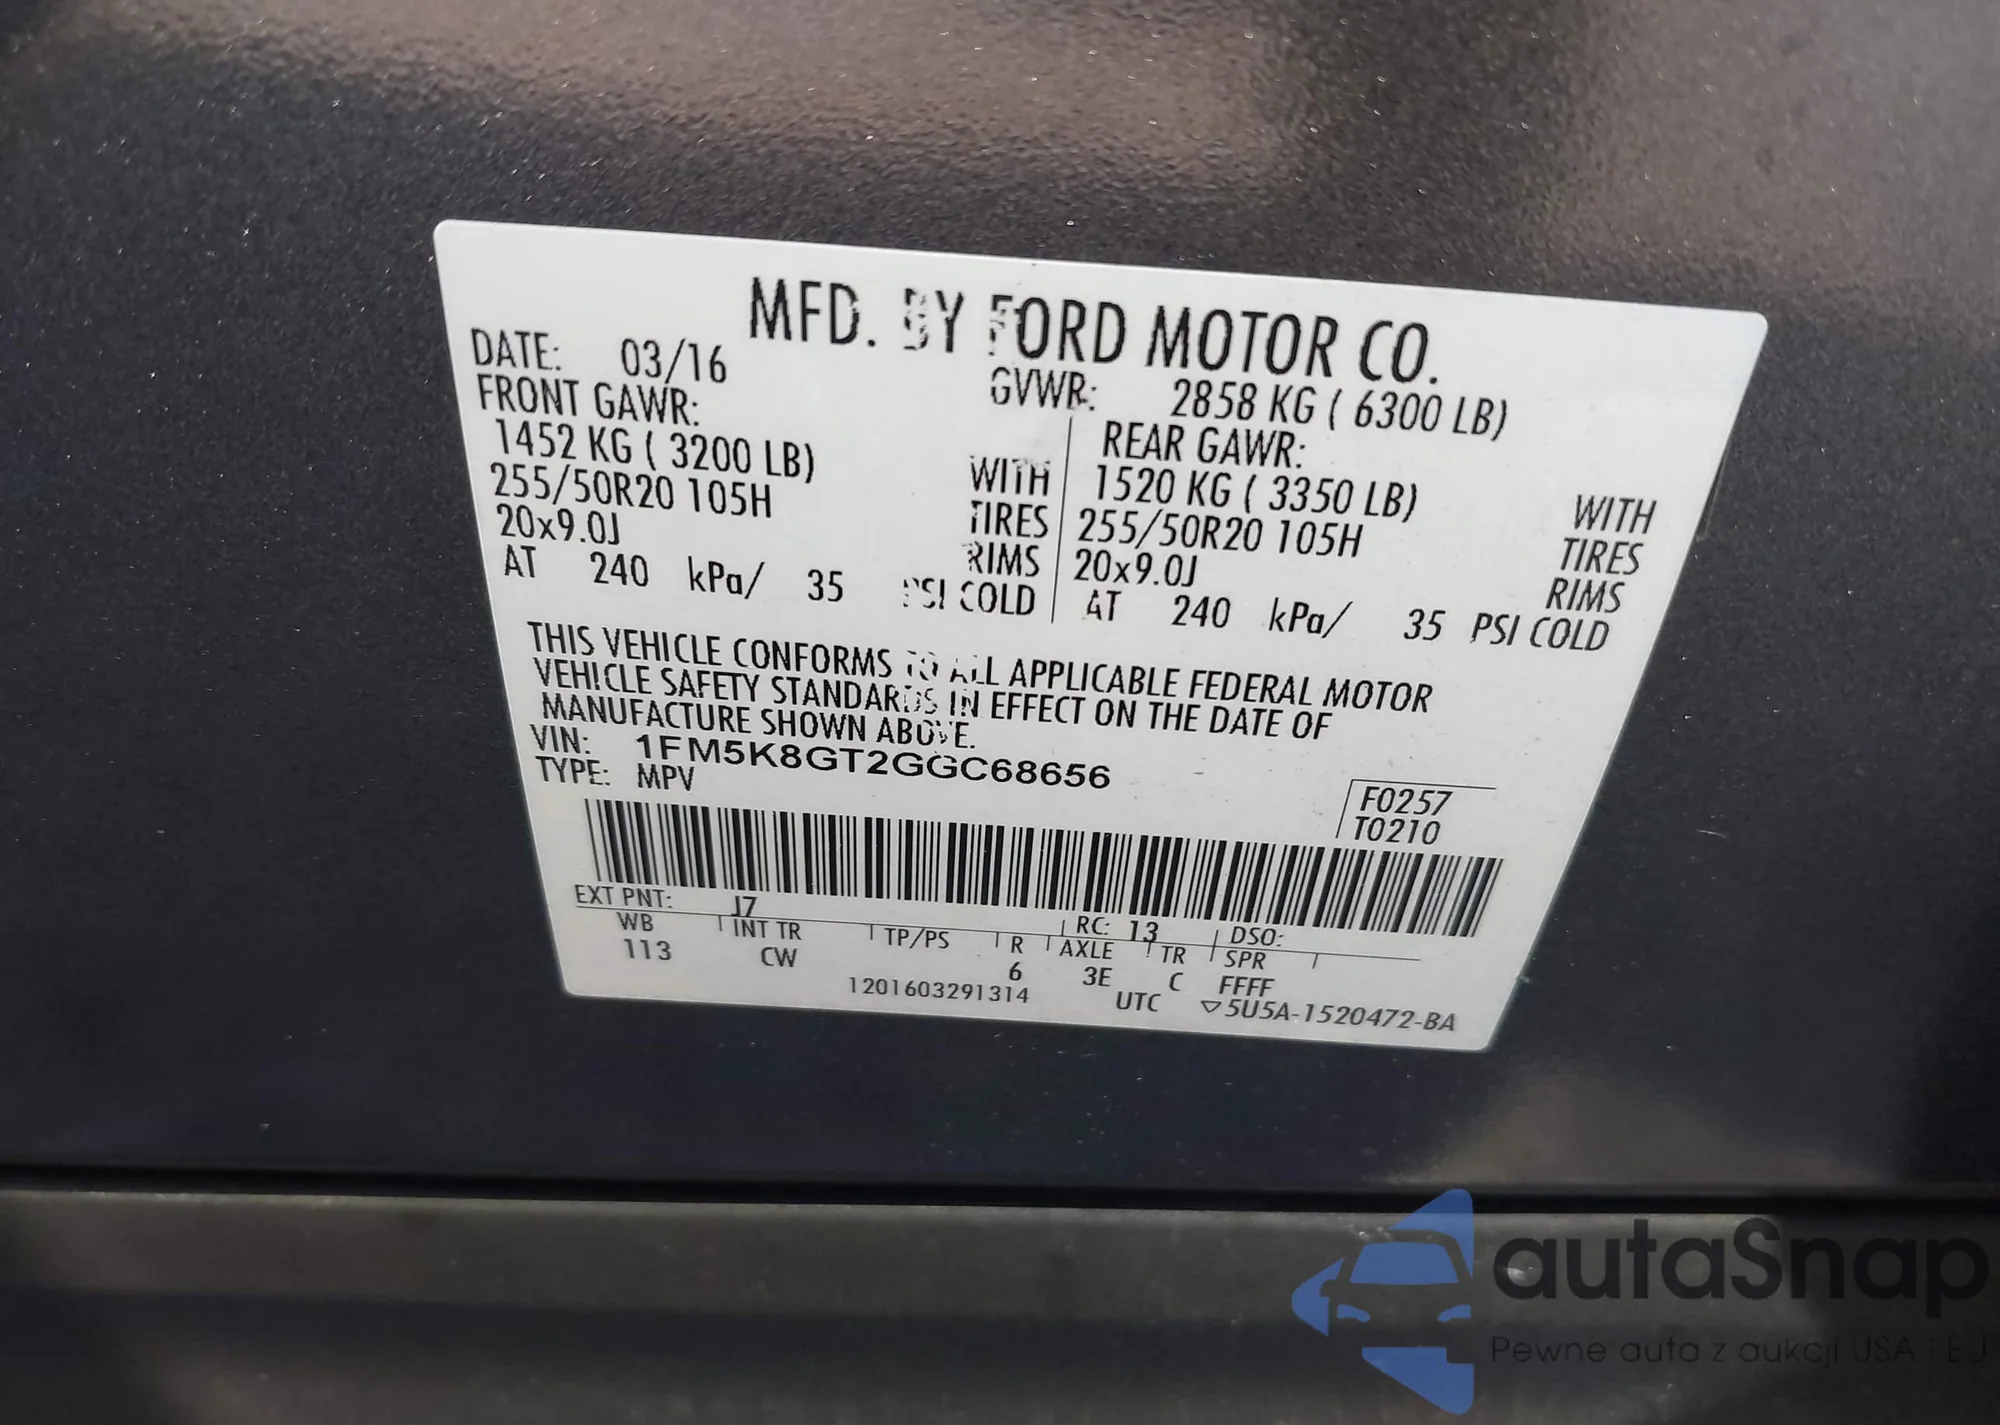 MFD. BY FORD MOTOR CO.
DATE: 03/16 GVWR: 2858 KG ( 6300 LB)
FRONT GAWR: REAR GAWR:
1452 KG ( 3200 LB) WITH 1520 KG ( 3350 LB) WITH
255/50R20 105H TIRES 255/50R20 105H TIRES
20x9.0J RIMS 20x9.0J RIMS
AT 240 kPa/ 35 PSI COLD AT 240 kPa/ 35 PSI COLD
THIS VEHICLE CONFORMS TO ALL APPLICABLE FEDERAL MOTOR
VEHICLE SAFETY STANDARDS IN EFFECT ON THE DATE OF
MANUFACTURE SHOWN ABOVE.
VIN: 1FM5K8GT2GGC68656
TYPE: MPV
F0257
T0210
EXT PNT: J7 RC: 13 DSO:
WB INT TR TP/PS R AXLE TR SPR
113 CW 6 3E C FFFF
1201603291314 UTC ▽5U5A-1520472-BA
autaSnap
Pewne auta z aukcji USA i EU